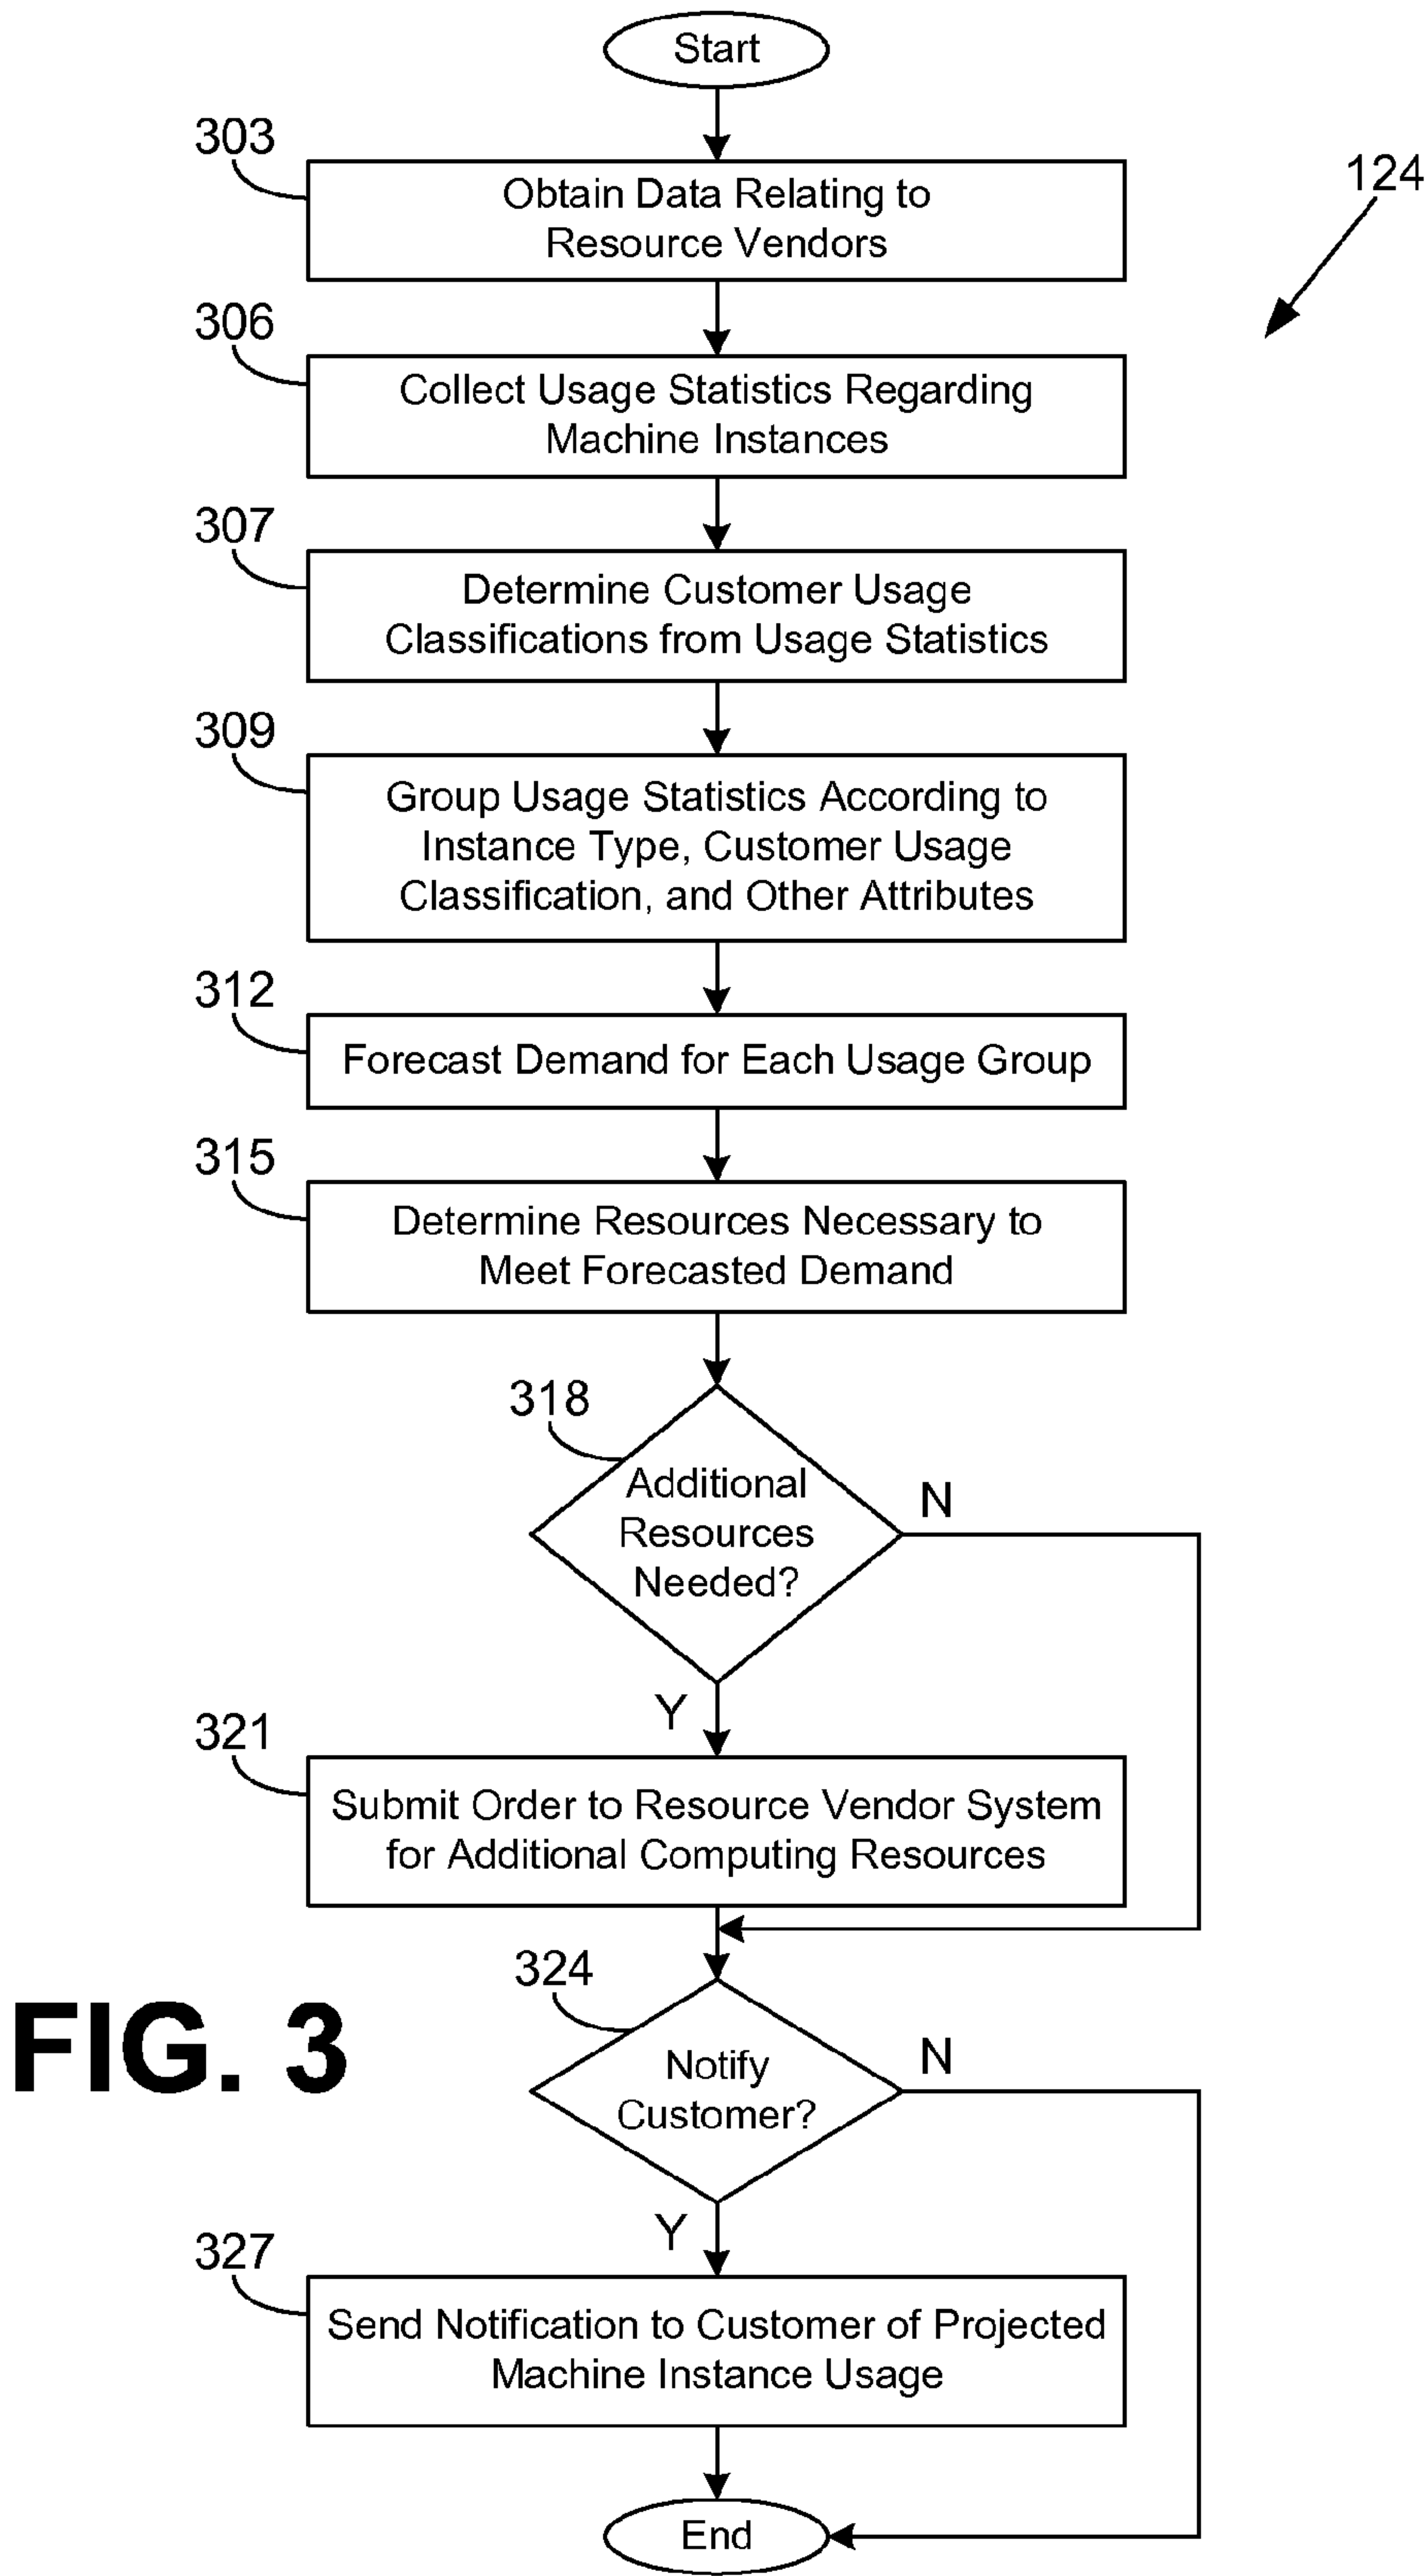 Start
303
124
Obtain Data Relating to
Resource Vendors
306
Collect Usage Statistics Regarding
Machine Instances
307
Determine Customer Usage
Classifications from Usage Statistics
309
Group Usage Statistics According to
Instance Type, Customer Usage
Classification, and Other Attributes
312
Forecast Demand for Each Usage Group
315
Determine Resources Necessary to
Meet Forecasted Demand
318
Additional
Resources
Needed?
N
Y
321
Submit Order to Resource Vendor System
for Additional Computing Resources
324
FIG. 3
Notify
Customer?
N
Y
327
Send Notification to Customer of Projected
Machine Instance Usage
End